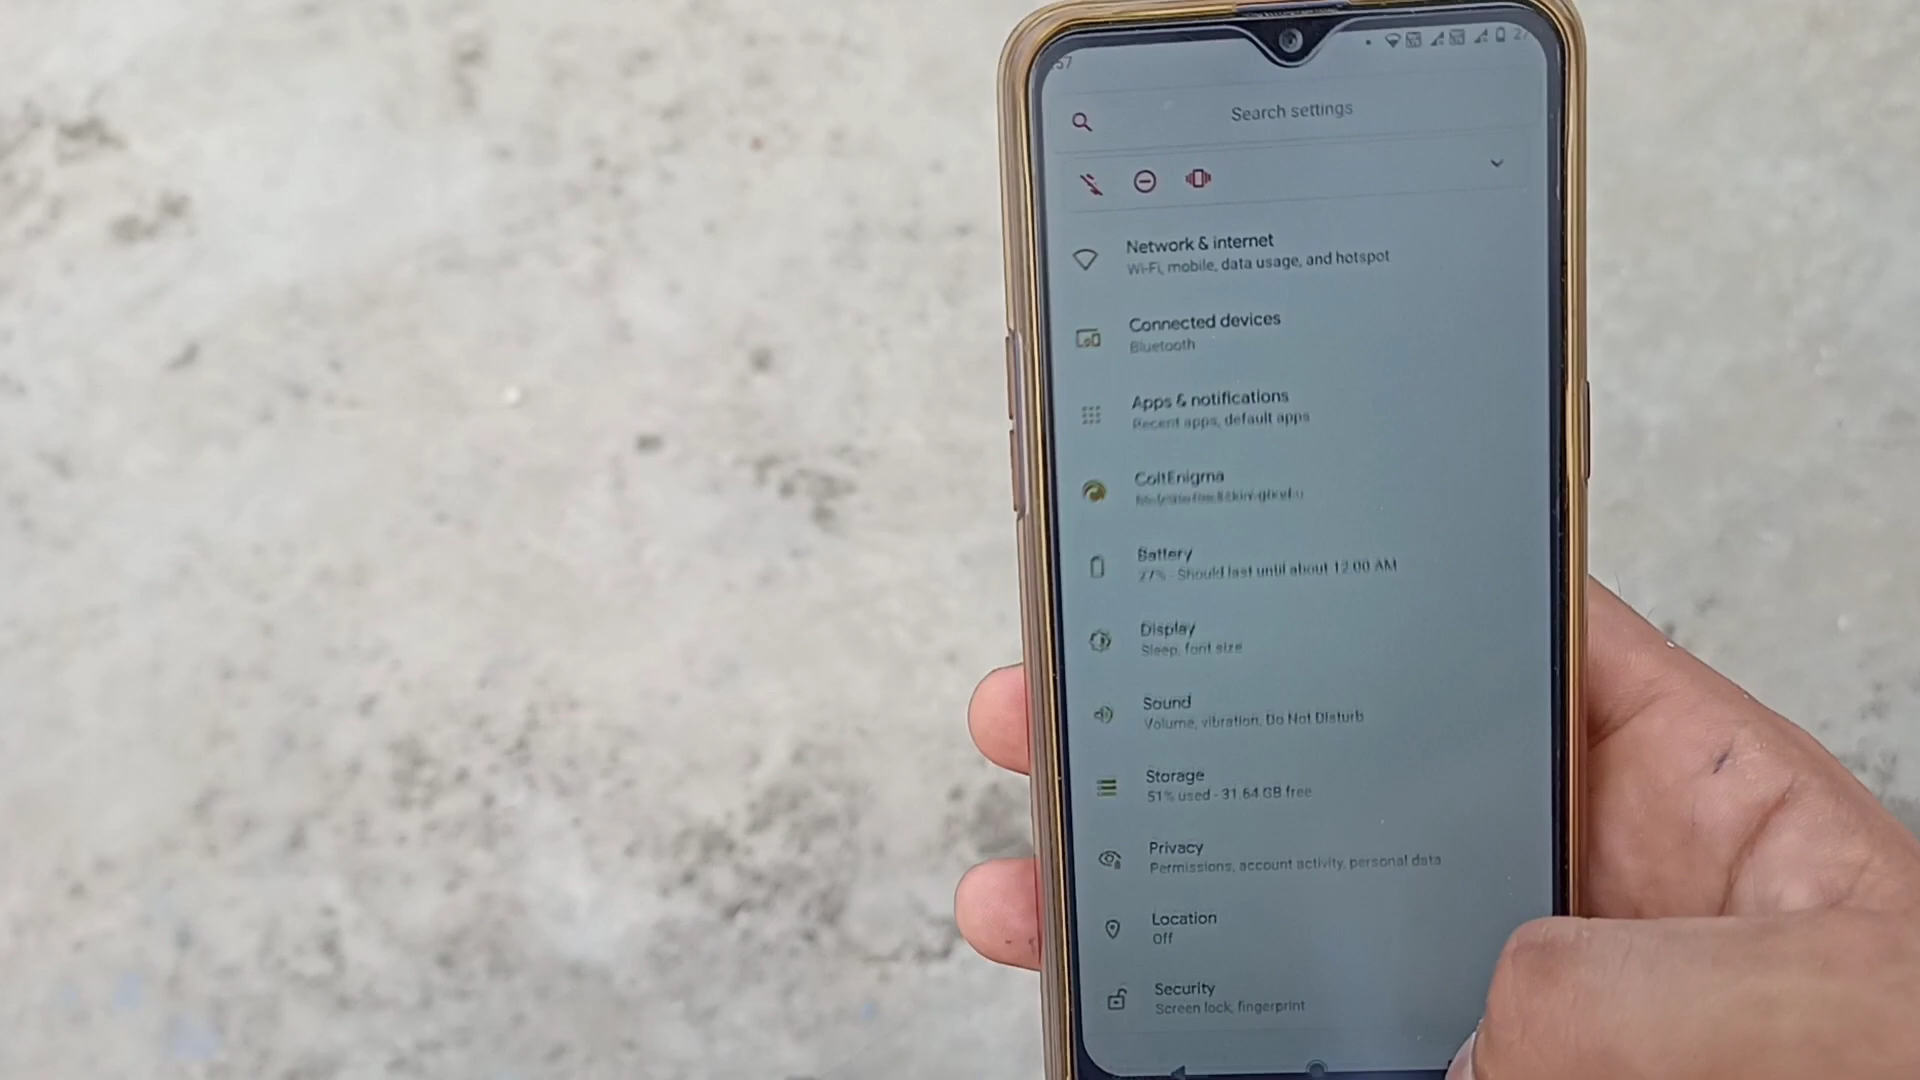 :57
27
Search settings
Network & internet
Wi-Fi, mobile, data usage, and hotspot
Connected devices
Bluetooth
Apps & notifications
Recent apps, default apps
ColtEnigma
Battery
27% - Should last until about 12:00 AM
Display
Sleep, font size
Sound
Volume, vibration, Do Not Disturb
Storage
51% used - 31.64 GB free
Privacy
Permissions, account activity, personal data
Location
Off
Security
Screen lock, fingerprint